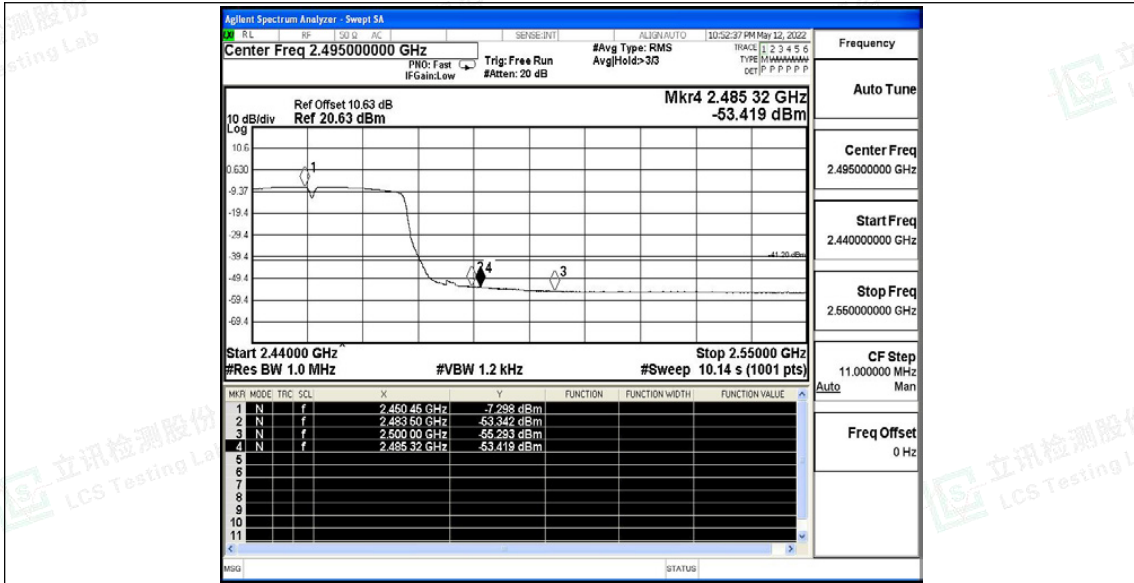 Agilent Spectrum Analyzer - Swept SA
RL RF 50 Ω AC SENSE:INT ALIGNAUTO 10:52:37 PM May 12, 2022
Center Freq 2.495000000 GHz
PNO: Fast
IFGain:Low
Trig: Free Run
#Atten: 20 dB
#Avg Type: RMS
Avg|Hold:>3/3
TRACE 1 2 3 4 5 6
TYPE M
DET P P P P P P
Mkr4 2.485 32 GHz
-53.419 dBm
Ref Offset 10.63 dB
10 dB/div Ref 20.63 dBm
Log
10.6
0.630
-9.37
-19.4
-29.4
-39.4
-49.4
-59.4
-69.4
1
2
4
3
-41.20 dBm
Start 2.44000 GHz Stop 2.55000 GHz
#Res BW 1.0 MHz #VBW 1.2 kHz #Sweep 10.14 s (1001 pts)
MKR MODE TRC SCL X Y FUNCTION FUNCTION WIDTH FUNCTION VALUE
1 N f 2.450 45 GHz -7.298 dBm
2 N f 2.483 50 GHz -53.342 dBm
3 N f 2.500 00 GHz -55.293 dBm
4 N f 2.485 32 GHz -53.419 dBm
5
6
7
8
9
10
11
MSG STATUS
Frequency
Auto Tune
Center Freq
2.495000000 GHz
Start Freq
2.440000000 GHz
Stop Freq
2.550000000 GHz
CF Step
11.000000 MHz
Auto Man
Freq Offset
0 Hz
测股份
sting Lab
立讯检测股份
LCS Testing Lab
立讯检测股份
LCS Testing L